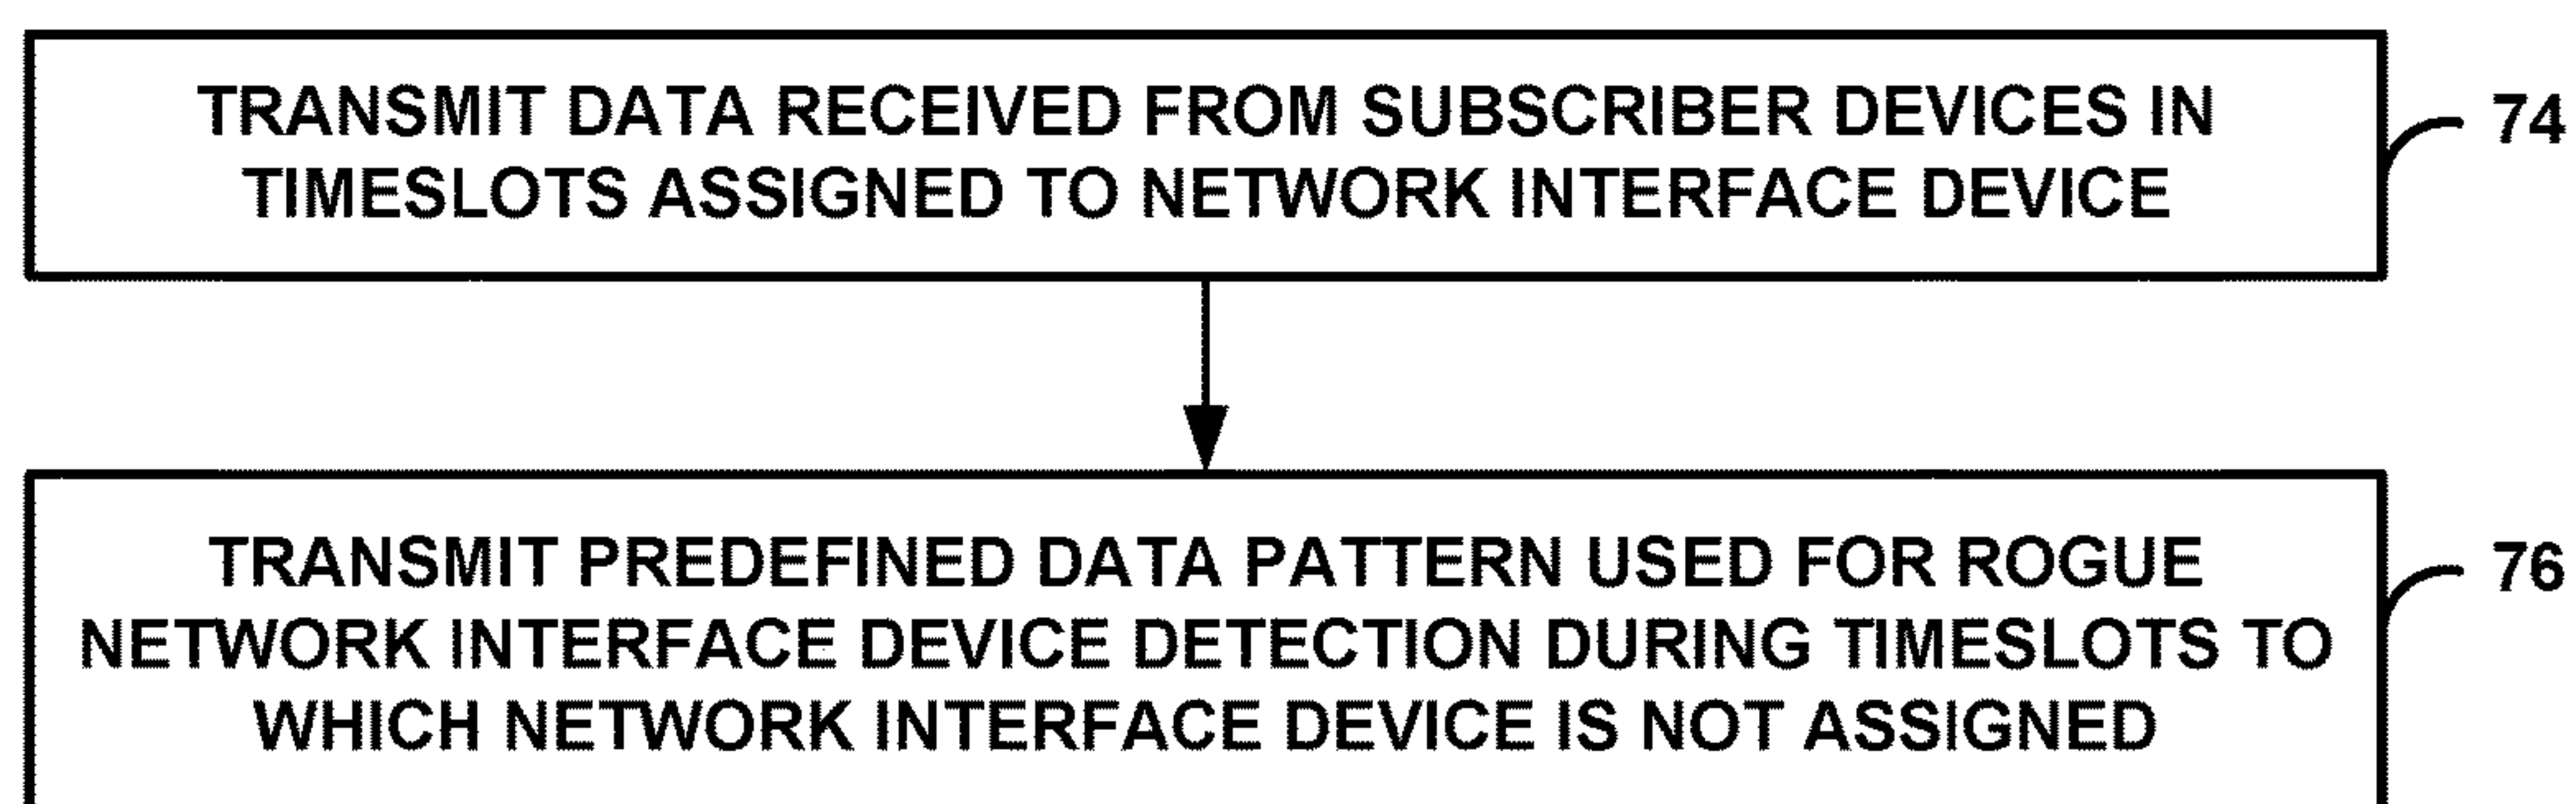 TRANSMIT DATA RECEIVED FROM SUBSCRIBER DEVICES IN
TIMESLOTS ASSIGNED TO NETWORK INTERFACE DEVICE
74
TRANSMIT PREDEFINED DATA PATTERN USED FOR ROGUE
NETWORK INTERFACE DEVICE DETECTION DURING TIMESLOTS TO
WHICH NETWORK INTERFACE DEVICE IS NOT ASSIGNED
76